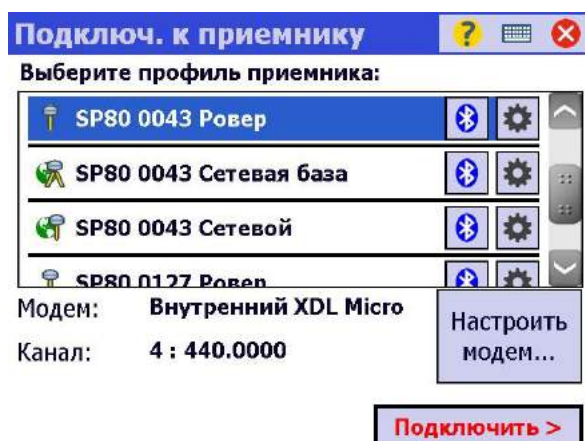 Подключ. к приемнику
Выберите профиль приемника:
SP80 0043 Ровер
SP80 0043 Сетевая база
SP80 0043 Сетевой
SP80 0127 Ровер
Модем: Внутренний XDL Micro
Канал: 4 : 440.0000
Настроить
модем...
Подключить >